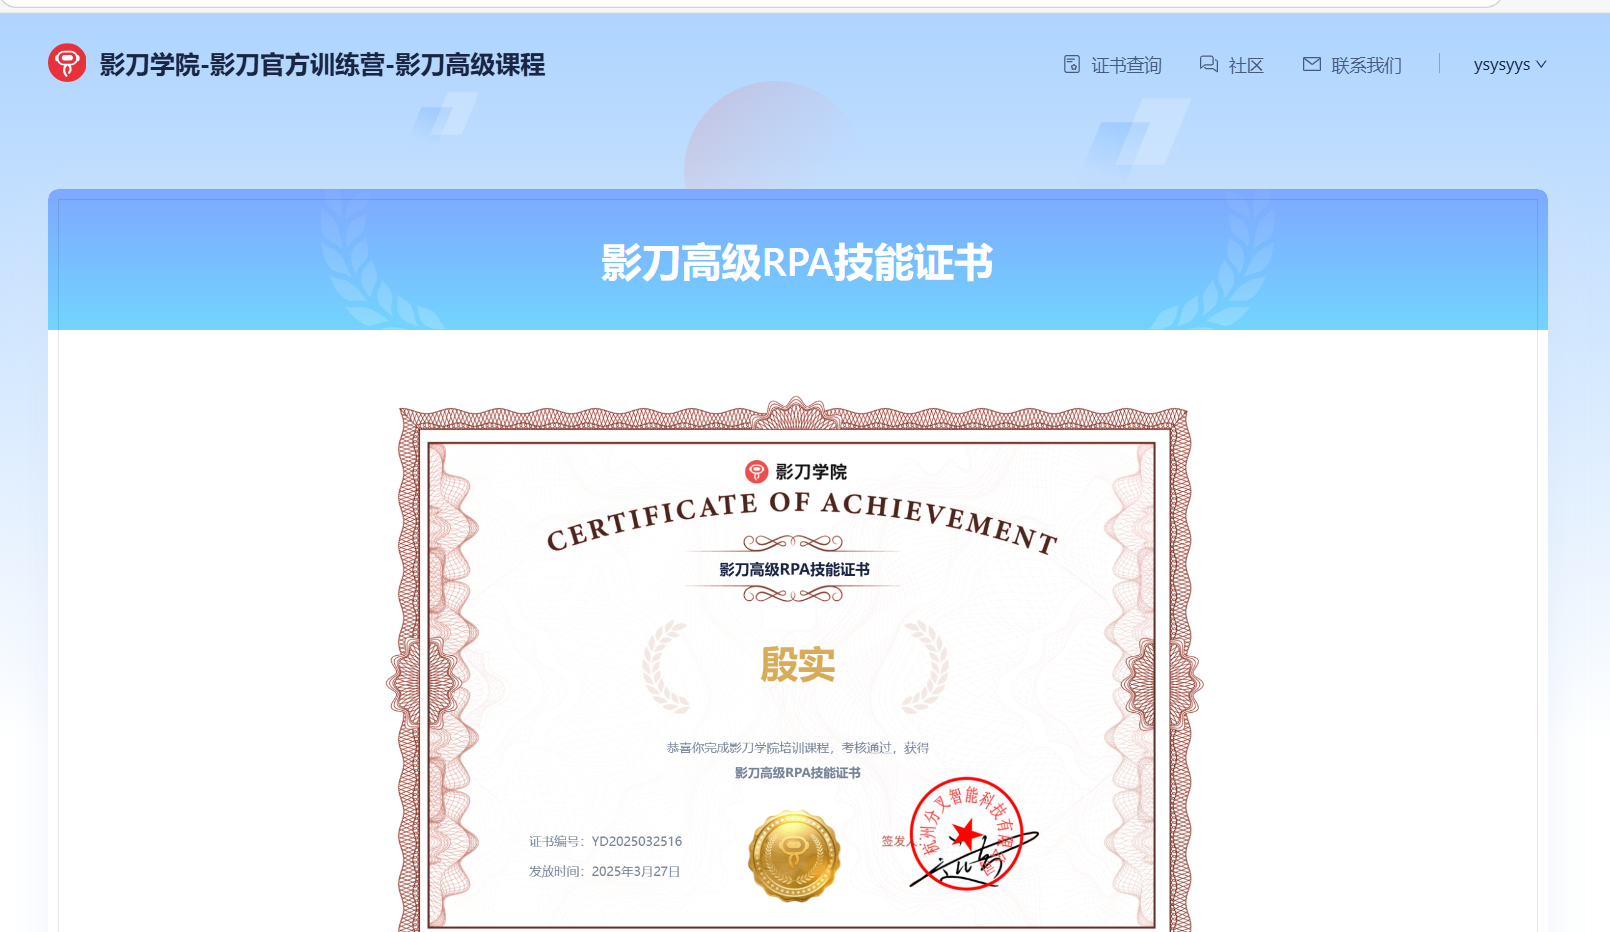 影刀学院-影刀官方训练营-影刀高级课程
证书查询
社区
联系我们
ysysyys
影刀高级RPA技能证书
影刀学院
CERTIFICATE OF ACHIEVEMENT
影刀高级RPA技能证书
殷实
恭喜你完成影刀学院培训课程，考核通过，获得
影刀高级RPA技能证书
证书编号：YD2025032516
发放时间：2025年3月27日
签发人：
杭州分叉智能科技有限公司